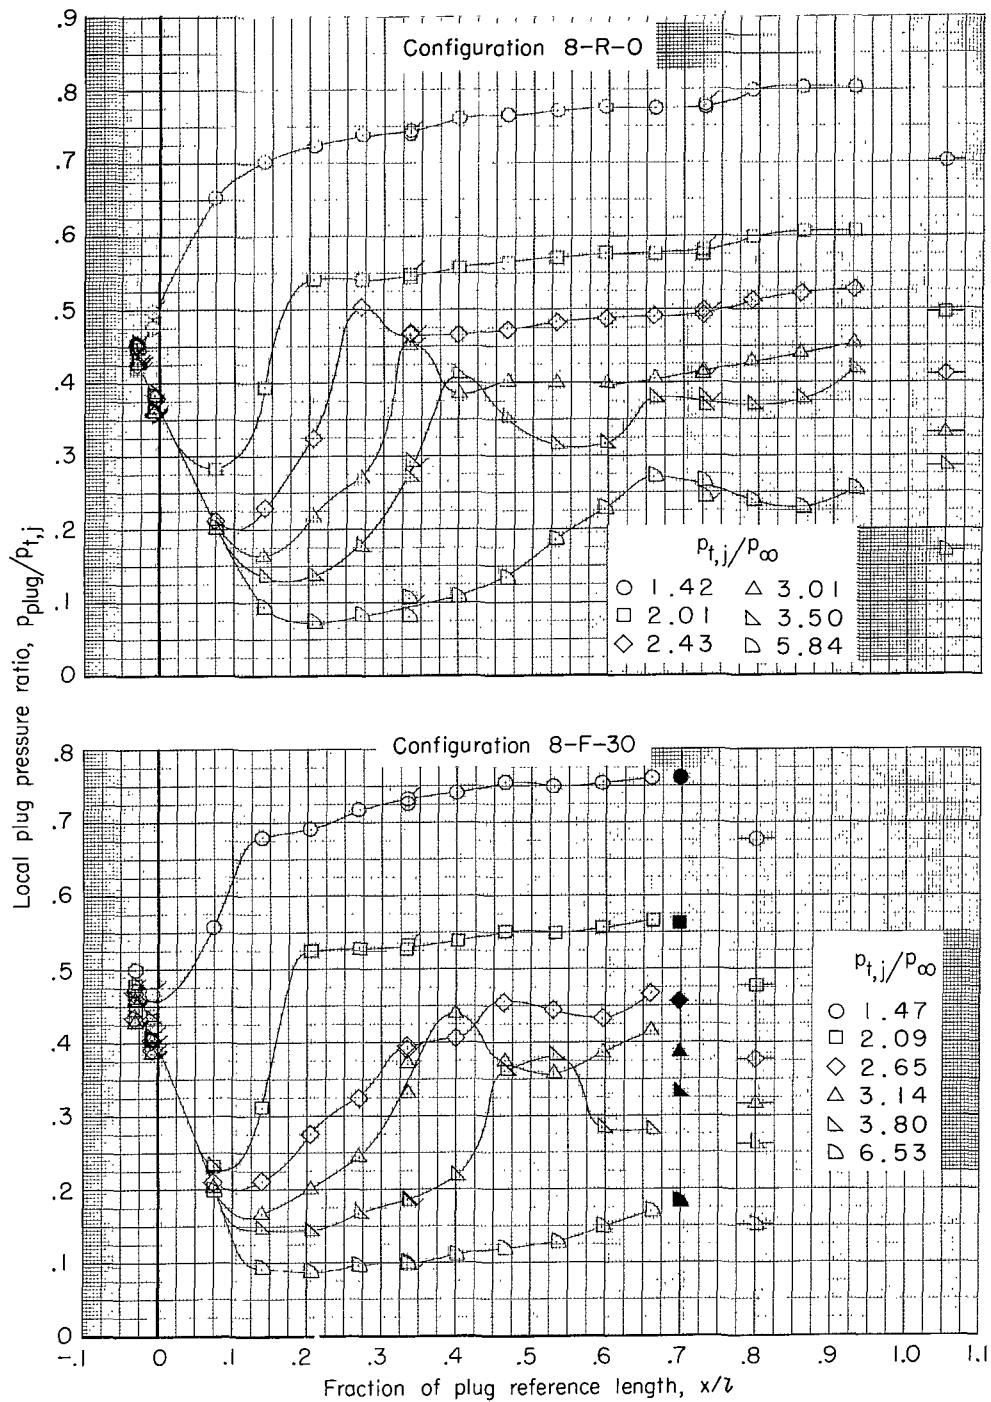 Local plug pressure ratio, p_plug/p_t,j
Configuration 8-R-0
.9
.8
.7
.6
.5
.4
.3
.2
.1
0
p_t,j/p_∞
○ 1.42 △ 3.01
□ 2.01 ◺ 3.50
◇ 2.43 ◹ 5.84
Configuration 8-F-30
.8
.7
.6
.5
.4
.3
.2
.1
0
p_t,j/p_∞
○ 1.47
□ 2.09
◇ 2.65
△ 3.14
◺ 3.80
◹ 6.53
-.1 0 .1 .2 .3 .4 .5 .6 .7 .8 .9 1.0 1.1
Fraction of plug reference length, x/l